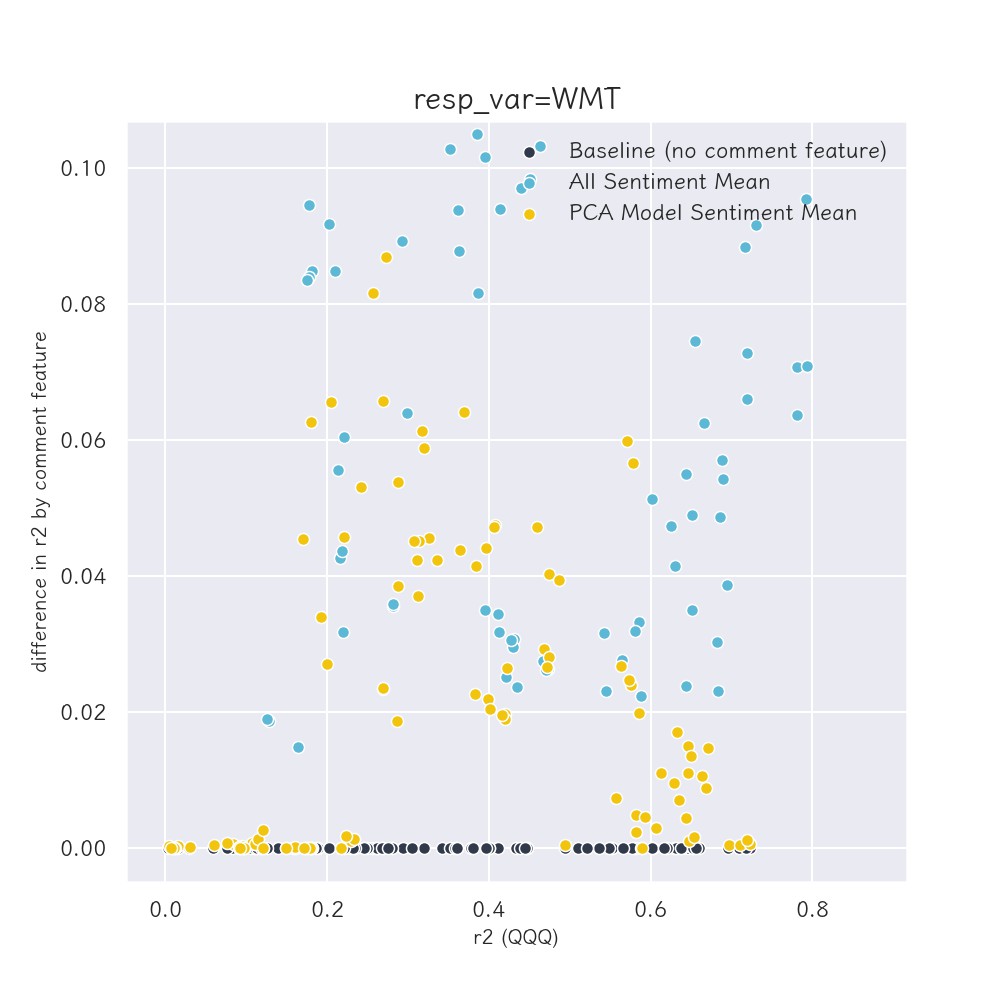 resp_var=WMT
Baseline (no comment feature)
All Sentiment Mean
PCA Model Sentiment Mean
difference in r2 by comment feature
0.10
0.08
0.06
0.04
0.02
0.00
0.0 0.2 0.4 0.6 0.8
r2 (QQQ)